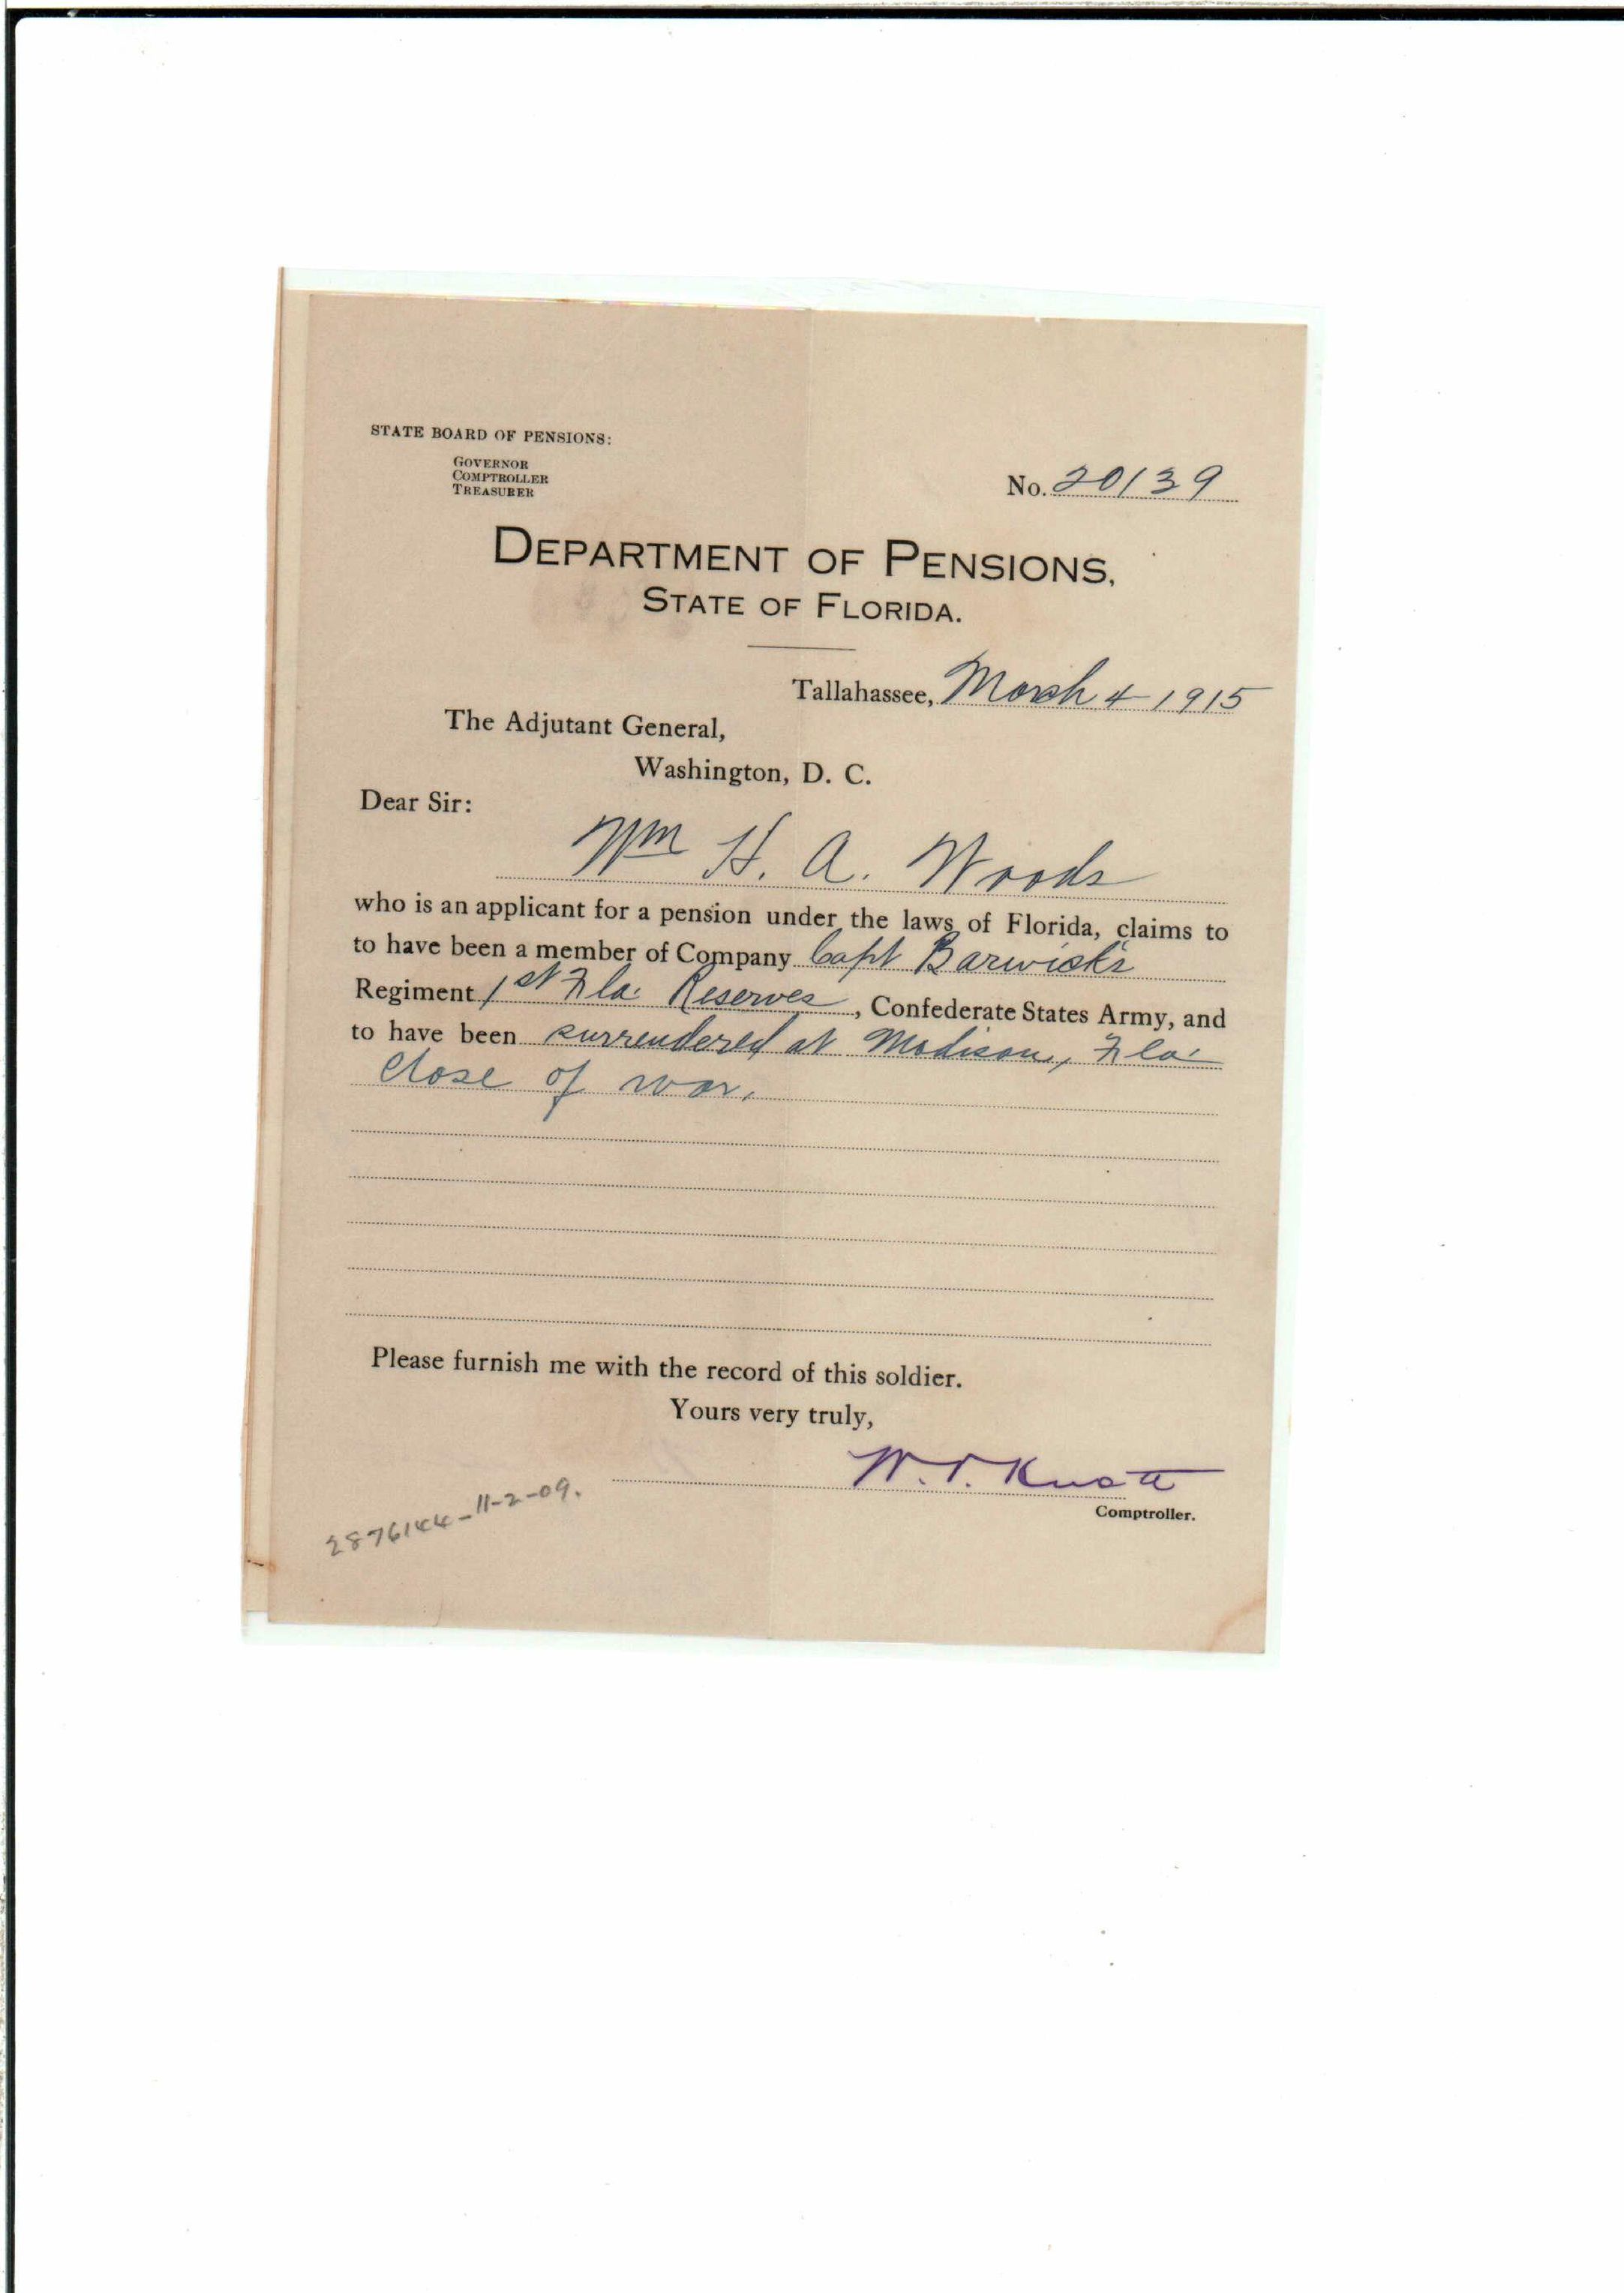 STATE BOARD OF PENSIONS:
GOVERNOR
COMPTROLLER
TREASURER
No. 20139
DEPARTMENT OF PENSIONS,
STATE OF FLORIDA.
Tallahassee, March 4 1915
The Adjutant General,
Washington, D. C.
Dear Sir:
Wm H. A. Woods
who is an applicant for a pension under the laws of Florida, claims to
to have been a member of Company Capt Barwick's
Regiment 1st Fla. Reserves, Confederate States Army, and
to have been surrendered at Madison, Fla.
Close of war.
Please furnish me with the record of this soldier.
Yours very truly,
W. V. Knott
Comptroller.
2876144-11-2-09.